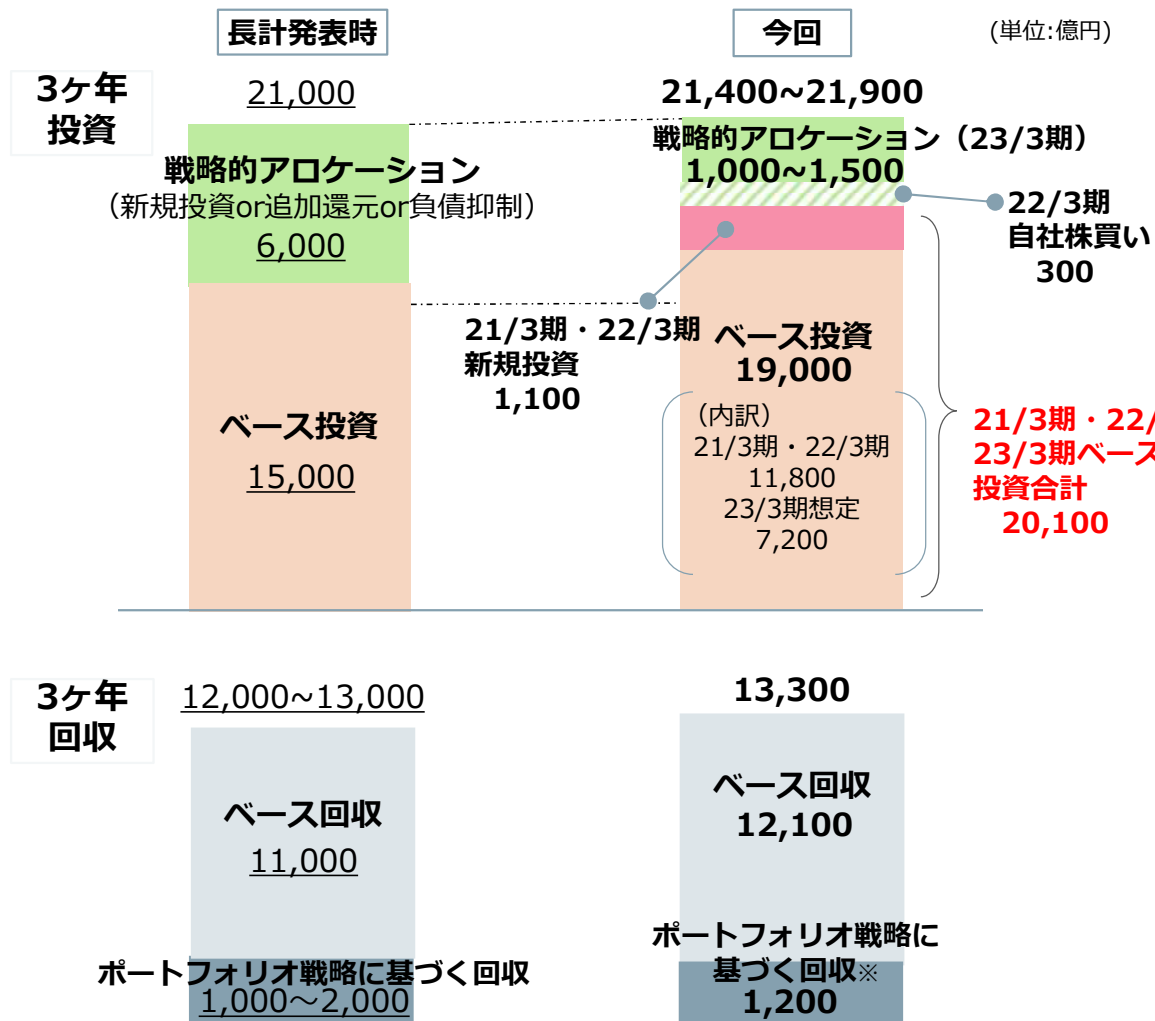 長計発表時
今回
(単位:億円)
3ヶ年
投資
21,000
戦略的アロケーション
（新規投資or追加還元or負債抑制）
6,000
ベース投資
15,000
21,400~21,900
戦略的アロケーション（23/3期）
1,000~1,500
22/3期
自社株買い
300
21/3期・22/3期
新規投資
1,100
ベース投資
19,000
（内訳）
21/3期・22/3期
11,800
23/3期想定
7,200
21/3期・22/
23/3期ベース
投資合計
20,100
3ヶ年
回収
12,000~13,000
ベース回収
11,000
ポートフォリオ戦略に基づく回収
1,000～2,000
13,300
ベース回収
12,100
ポートフォリオ戦略に
基づく回収※
1,200